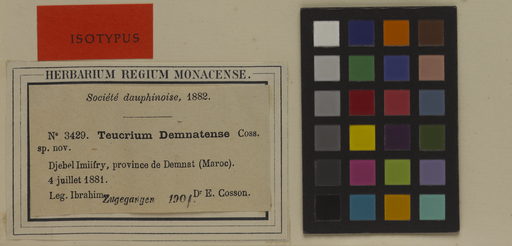 ISOTYPUS
HERBARIUM REGIUM MONACENSE.
Société dauphinoise, 1882.
N° 3429. Teucrium Demnatense Coss.
sp. nov.
Djebel Imiifry, province de Demnat (Maroc).
4 juillet 1881.
Leg. Ibrahim. Zugegangen 1901. Dr E. Cosson.